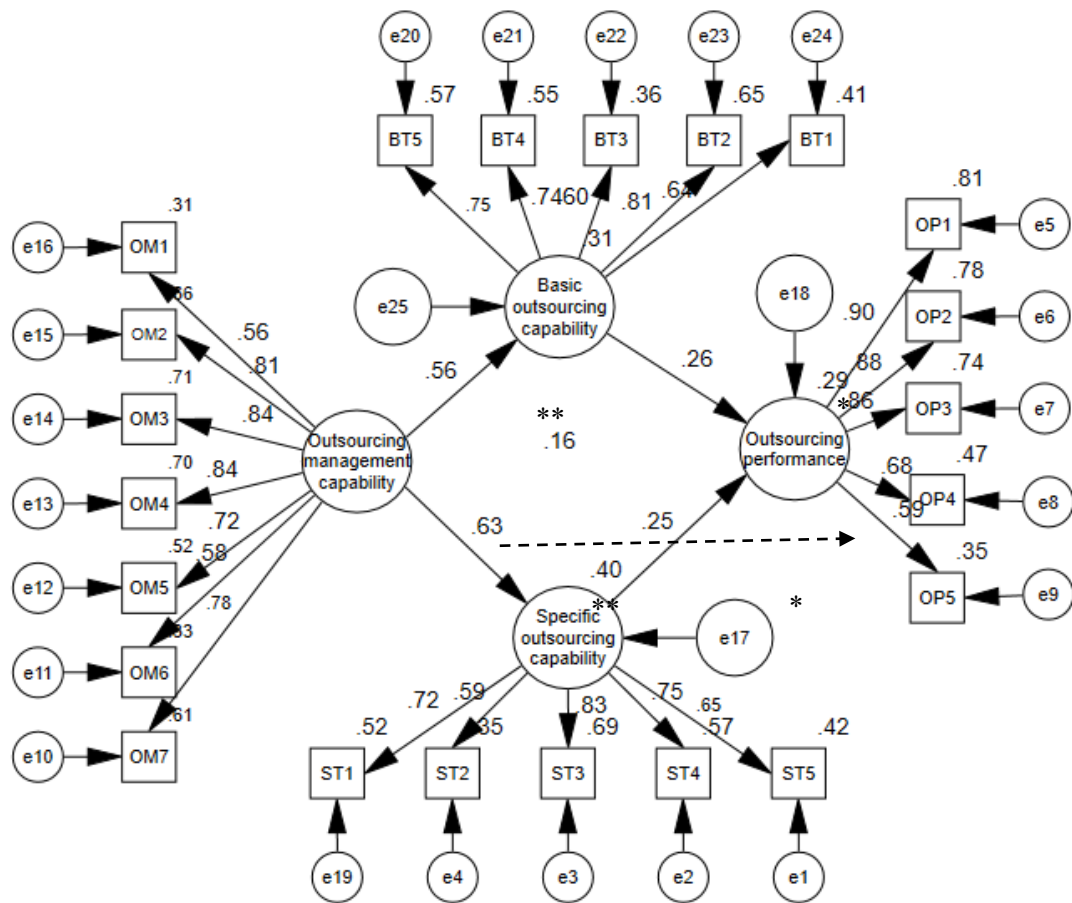 e20 e21 e22 e23 e24
.57 .55 .36 .65 .41
BT5 BT4 BT3 BT2 BT1
.75 .74 60 .81 .64
.31
.81
OP1 e5
.31
e16 OM1
Basic
outsourcing
capability
e25
e18
.78
OP2 e6
.90
e15 OM2
.56
.81
.56
.26
.88
.29
.86
*
.74
OP3 e7
.71
e14 OM3
.84
**
.16
Outsourcing
management
capability
Outsourcing
performance
.70
e13 OM4
.84
.47
.68
OP4 e8
.59
.72
.63
.25
.52
.58
e12 OM5
.35
OP5 e9
.40
**
*
.78
e11 OM6
Specific
outsourcing
capability
e17
.61
e10 OM7
.72 .59 .83 .75 .65
.52 .69 .57 .42
ST1 ST2 ST3 ST4 ST5
e19 e4 e3 e2 e1